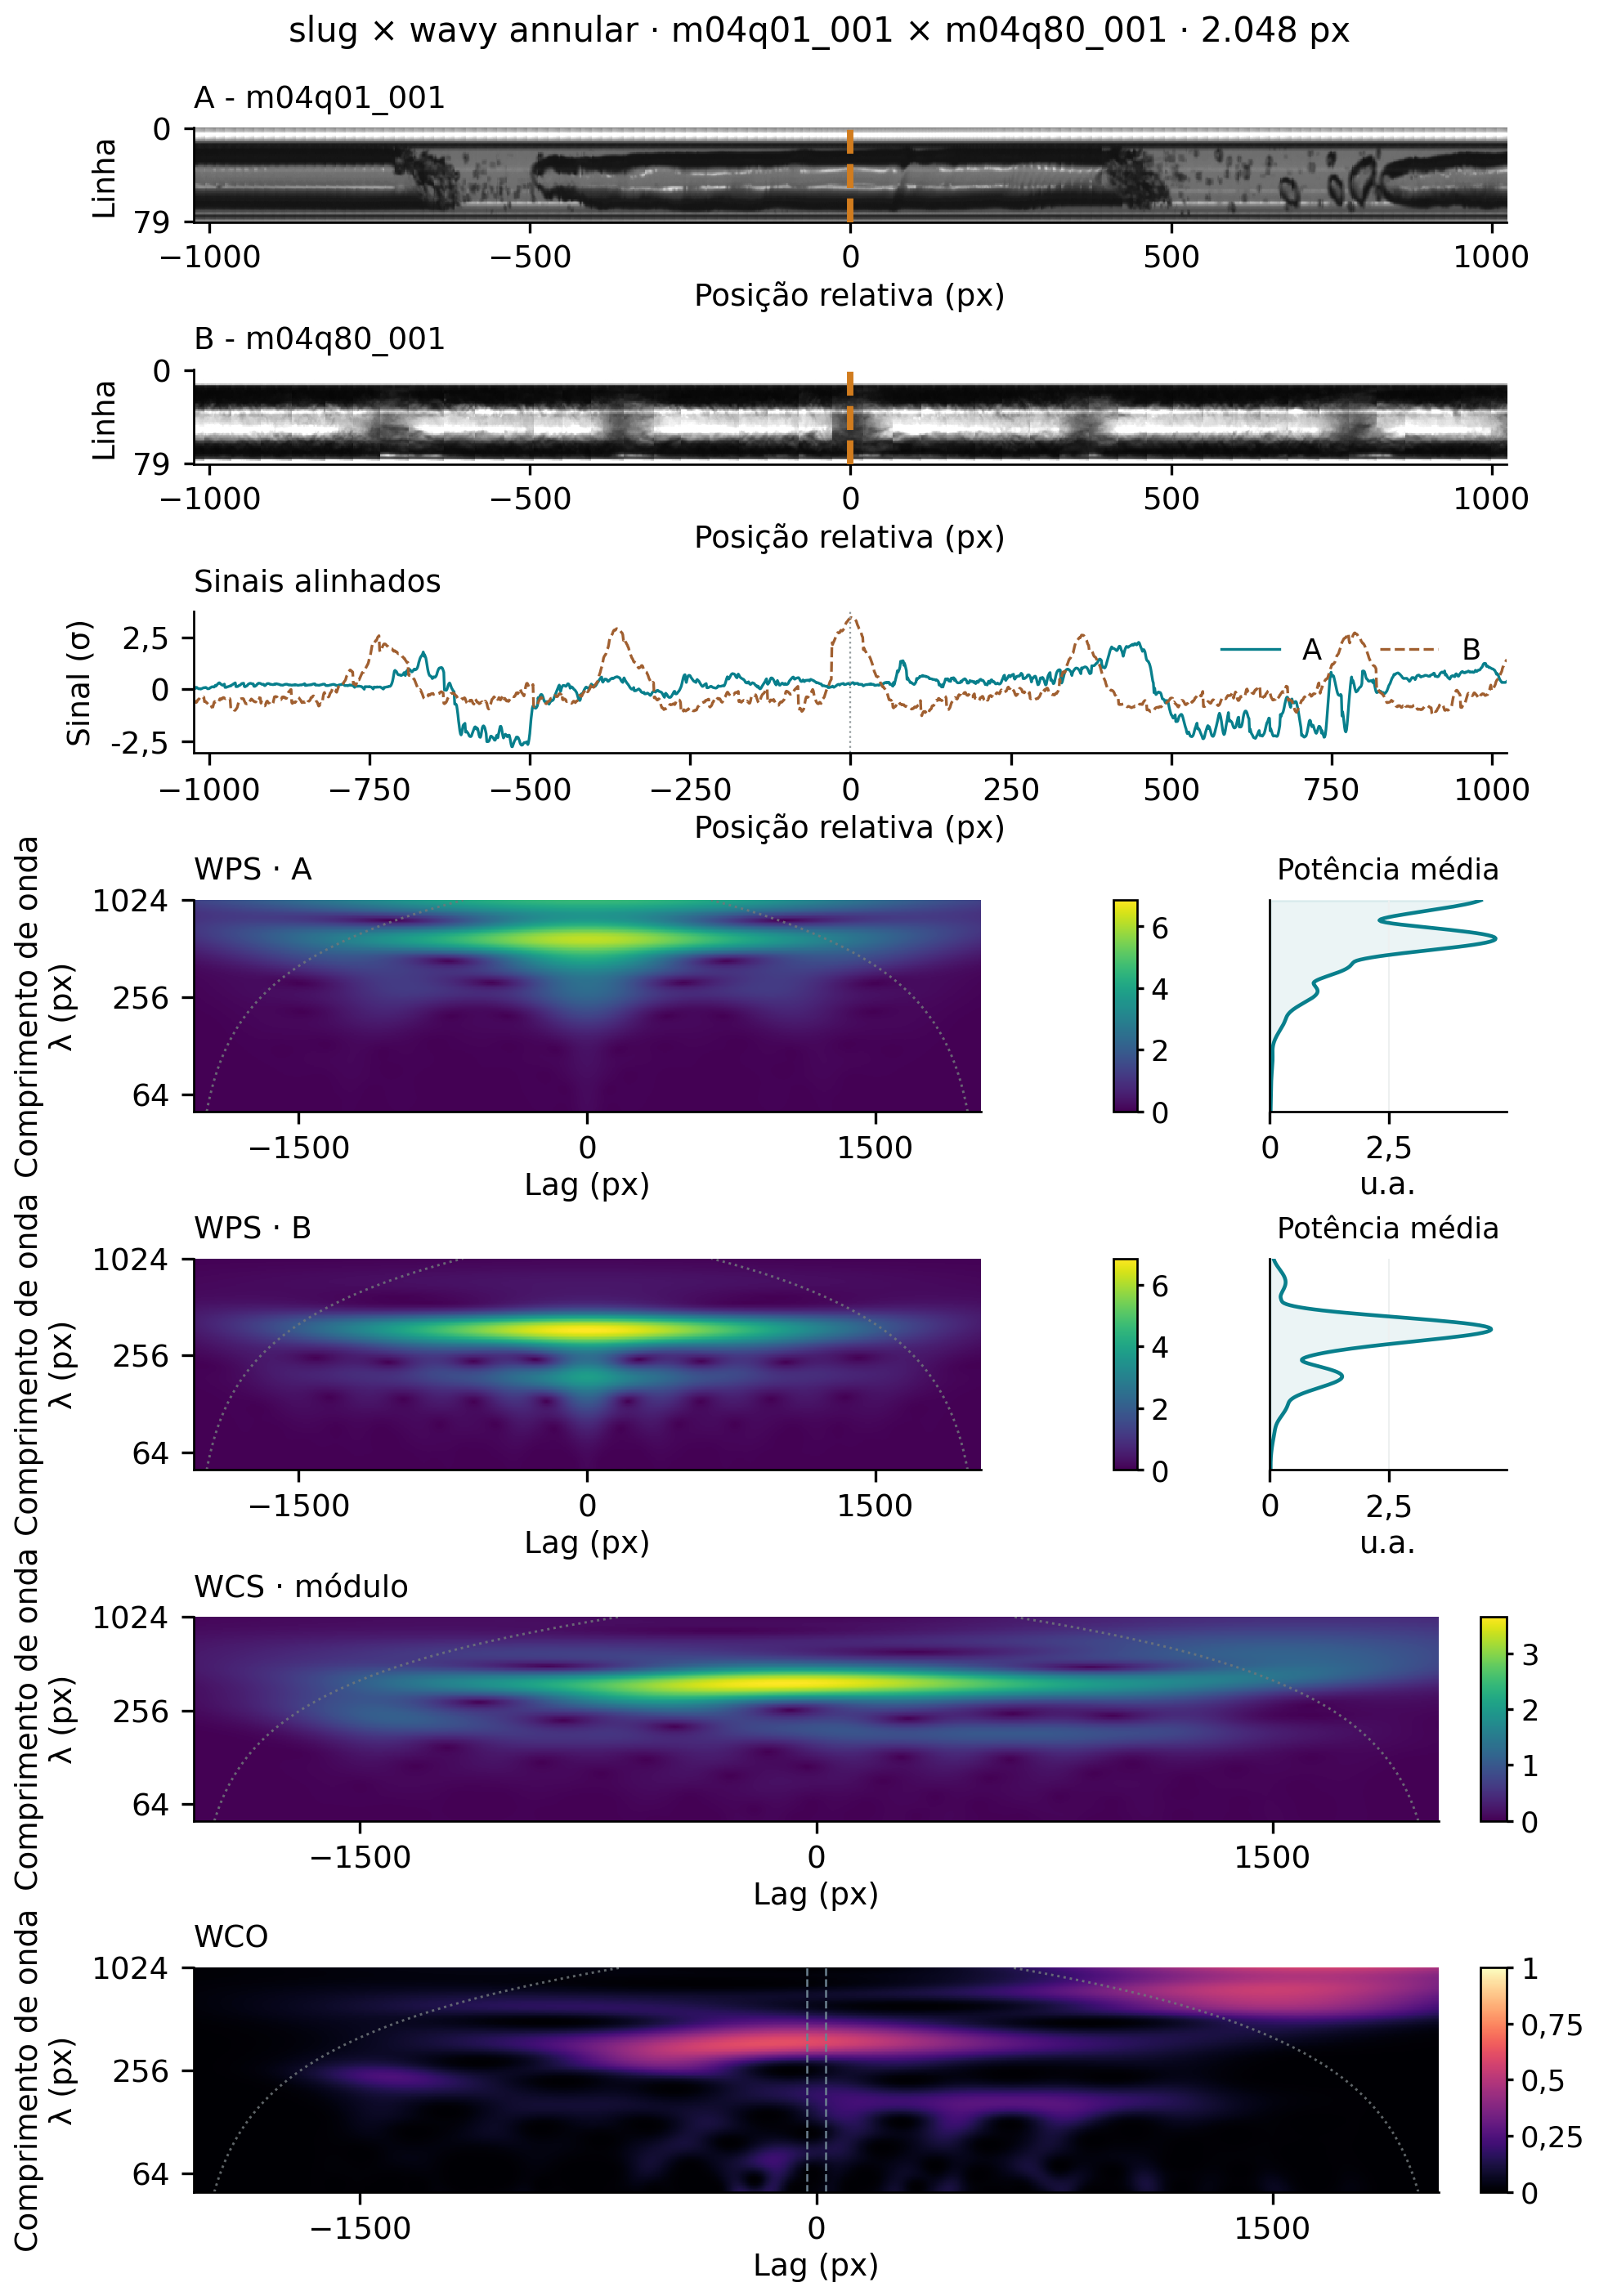 slug × wavy annular · m04q01_001 × m04q80_001 · 2.048 px
A - m04q01_001
Linha
0
79
−1000 −500 0 500 1000
Posição relativa (px)
B - m04q80_001
Linha
0
79
−1000 −500 0 500 1000
Posição relativa (px)
Sinais alinhados
Sinal (σ)
2,5
0
-2,5
A B
−1000 −750 −500 −250 0 250 500 750 1000
Posição relativa (px)
WPS · A
Comprimento de onda
λ (px)
1024
256
64
−1500 0 1500
Lag (px)
6
4
2
0
Potência média
0 2,5
u.a.
WPS · B
Comprimento de onda
λ (px)
1024
256
64
−1500 0 1500
Lag (px)
6
4
2
0
Potência média
0 2,5
u.a.
WCS · módulo
Comprimento de onda
λ (px)
1024
256
64
−1500 0 1500
Lag (px)
3
2
1
0
WCO
Comprimento de onda
λ (px)
1024
256
64
−1500 0 1500
Lag (px)
1
0,75
0,5
0,25
0